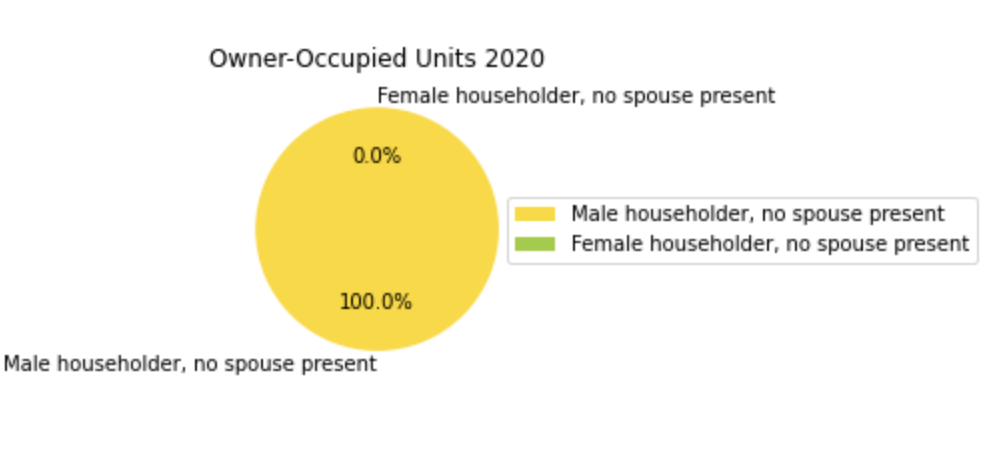 Owner-Occupied Units 2020
Female householder, no spouse present
0.0%
Male householder, no spouse present
Female householder, no spouse present
100.0%
Male householder, no spouse present